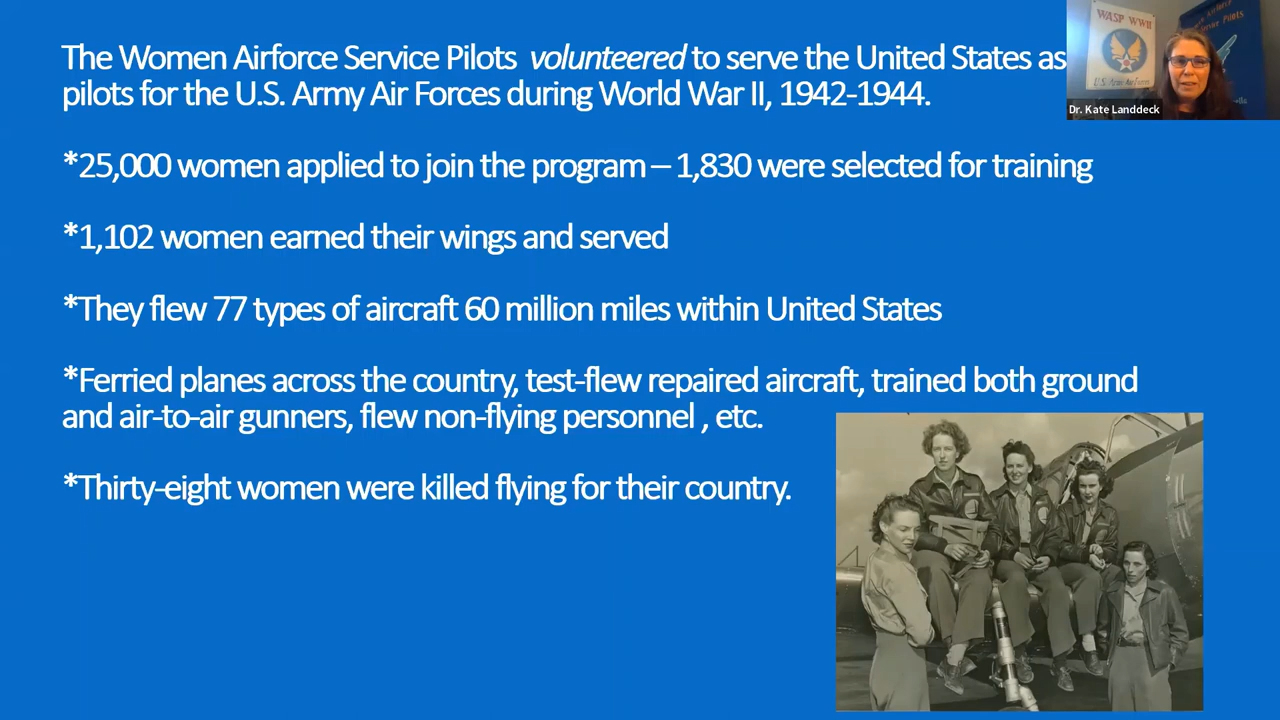 The Women Airforce Service Pilots volunteered to serve the United States as
pilots for the U.S. Army Air Forces during World War II, 1942-1944.
*25,000 women applied to join the program – 1,830 were selected for training
*1,102 women earned their wings and served
*They flew 77 types of aircraft 60 million miles within United States
*Ferried planes across the country, test-flew repaired aircraft, trained both ground
and air-to-air gunners, flew non-flying personnel , etc.
*Thirty-eight women were killed flying for their country.
WASP WWII
U.S. Army Air Forces
Pilots
Dr. Kate Landdeck